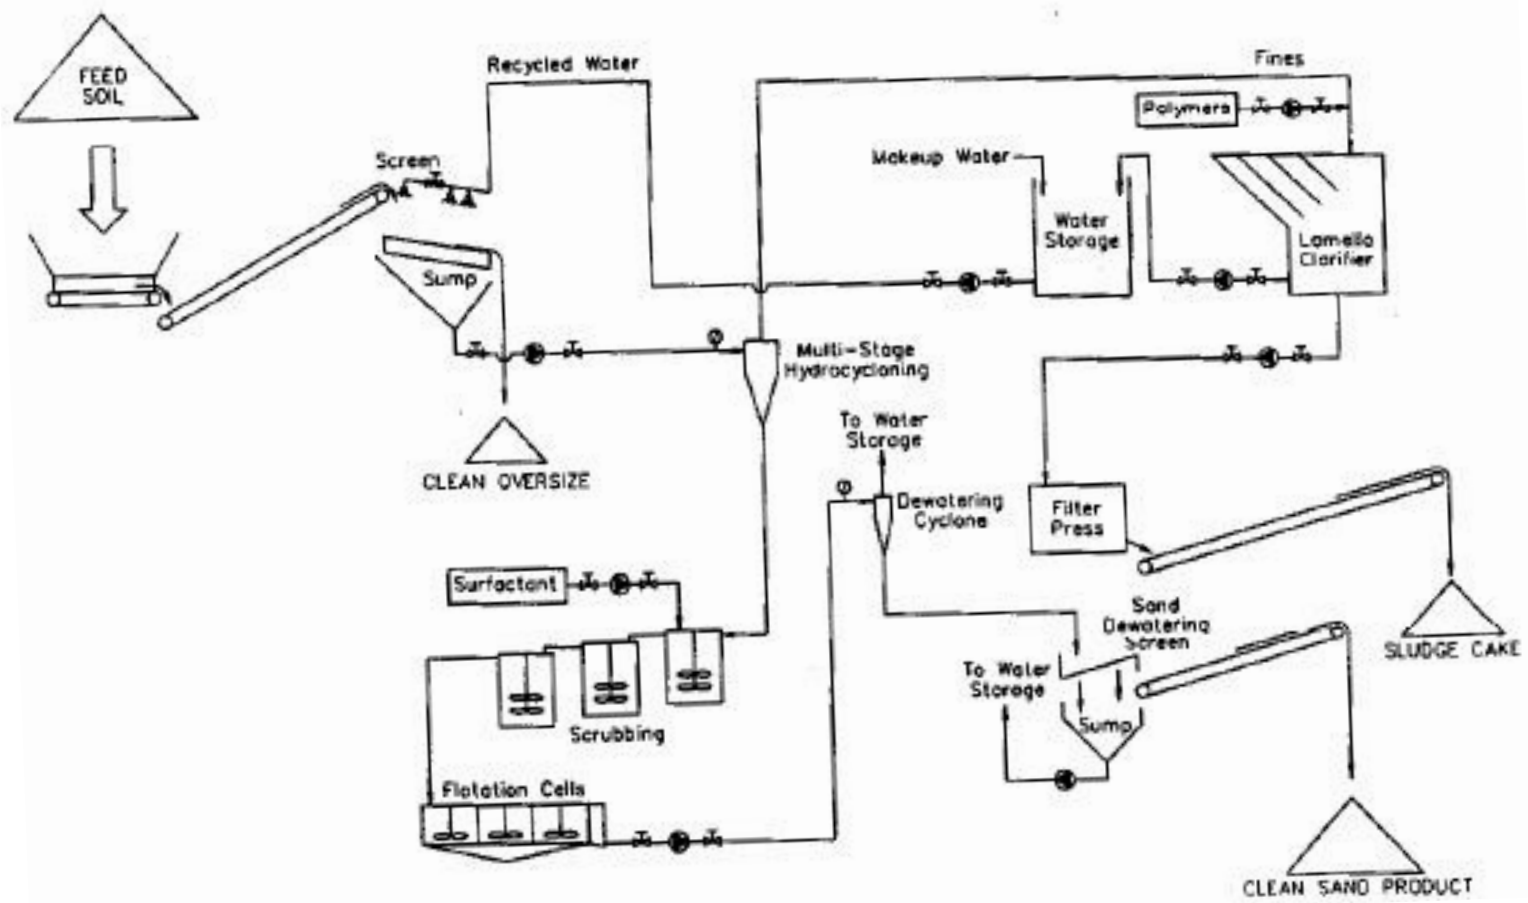 FEED
SOIL
Recycled Water
Screen
Sump
CLEAN OVERSIZE
Fines
Polymers
Makeup Water
Water
Storage
Lamella
Clarifier
Multi-Stage
Hydrocycloning
To Water
Storage
Dewatering
Cyclone
Filter
Press
Surfactant
Scrubbing
Flotation Cells
Sand
Dewatering
Screen
To Water
Storage
Sump
SLUDGE CAKE
CLEAN SAND PRODUCT